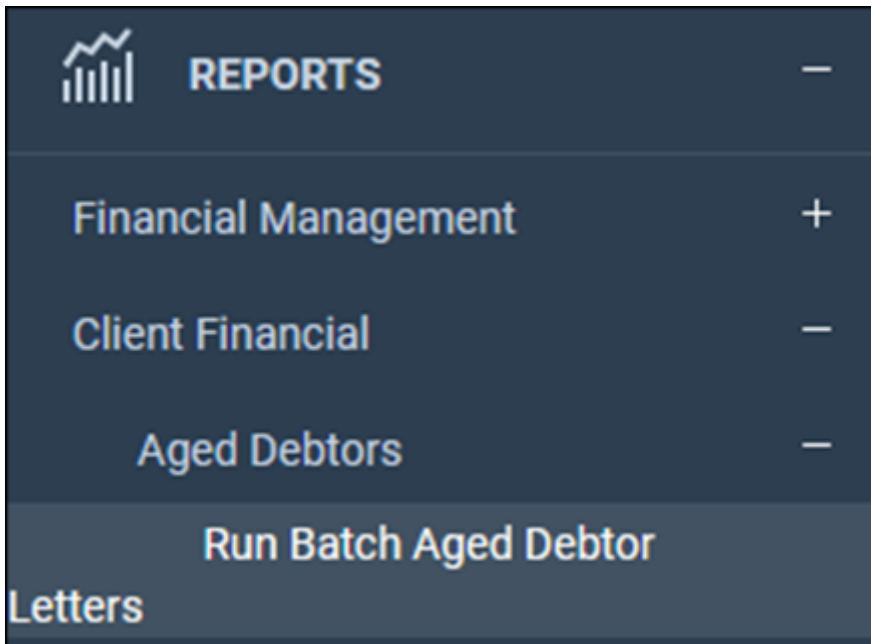 REPORTS −
Financial Management +
Client Financial −
Aged Debtors −
Run Batch Aged Debtor
Letters